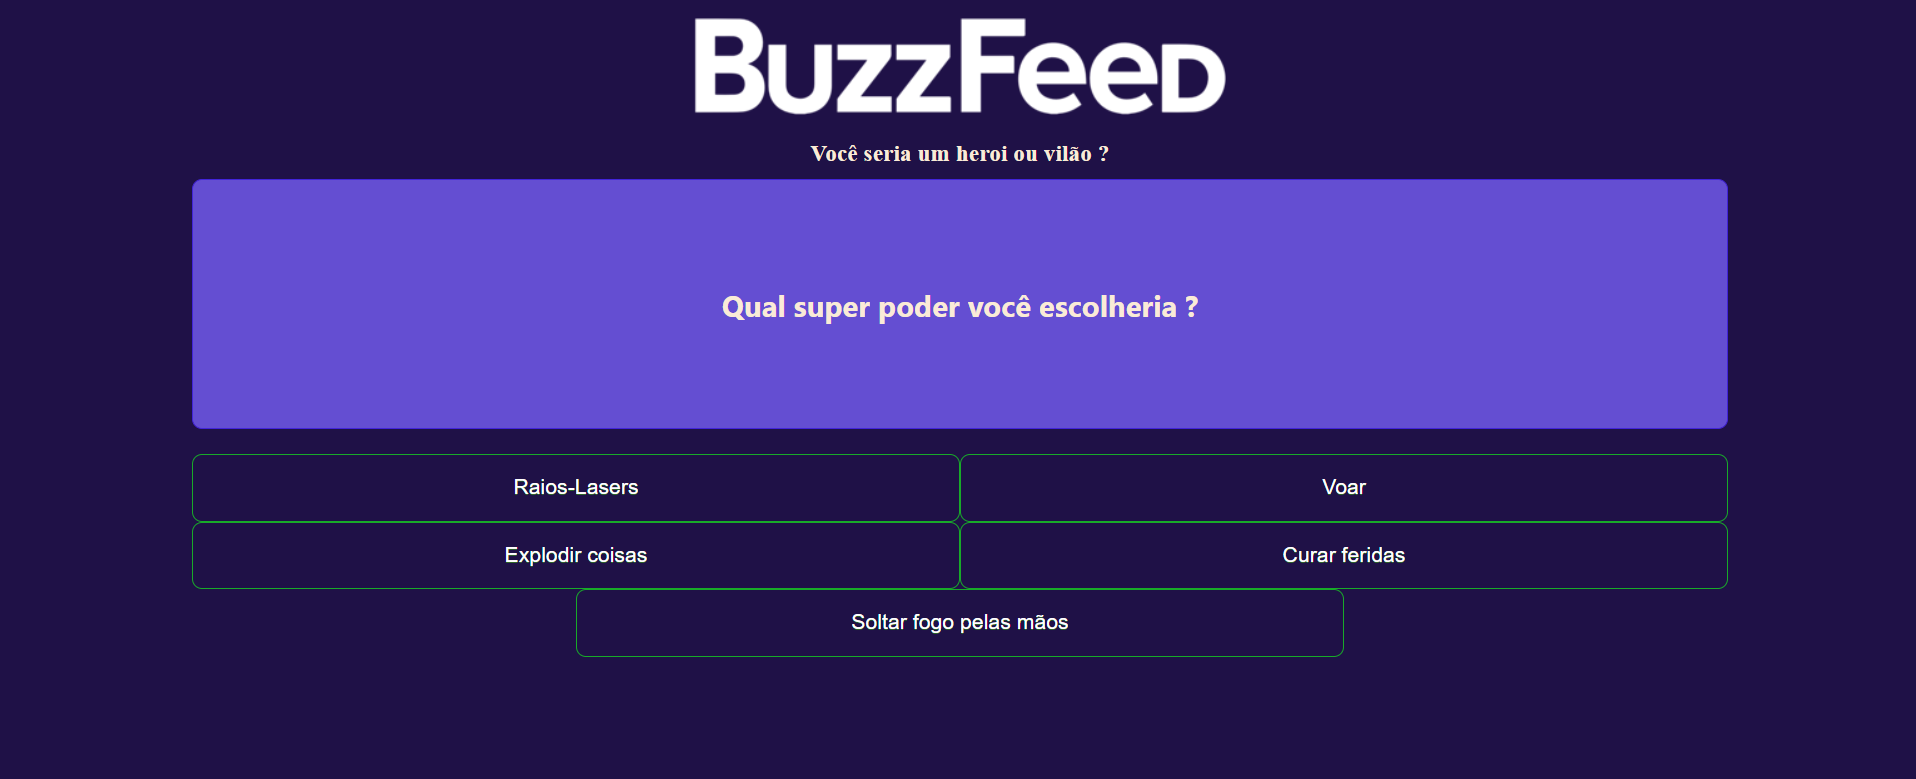 BuzzFeed
Você seria um heroi ou vilão ?
Qual super poder você escolheria ?
Raios-Lasers
Voar
Explodir coisas
Curar feridas
Soltar fogo pelas mãos